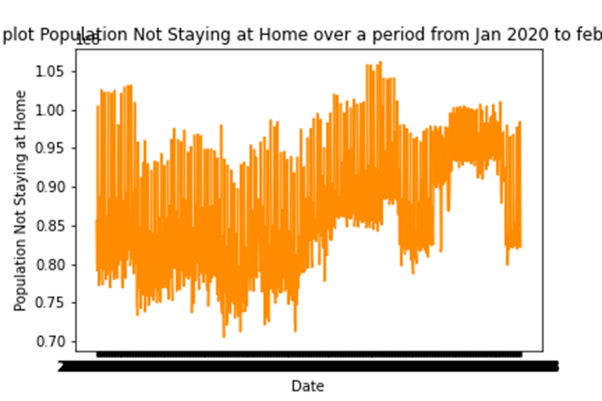 plot Population Not Staying at Home over a period from Jan 2020 to feb
1e6
1.05
1.00
0.95
0.90
0.85
0.80
0.75
0.70
Population Not Staying at Home
Date